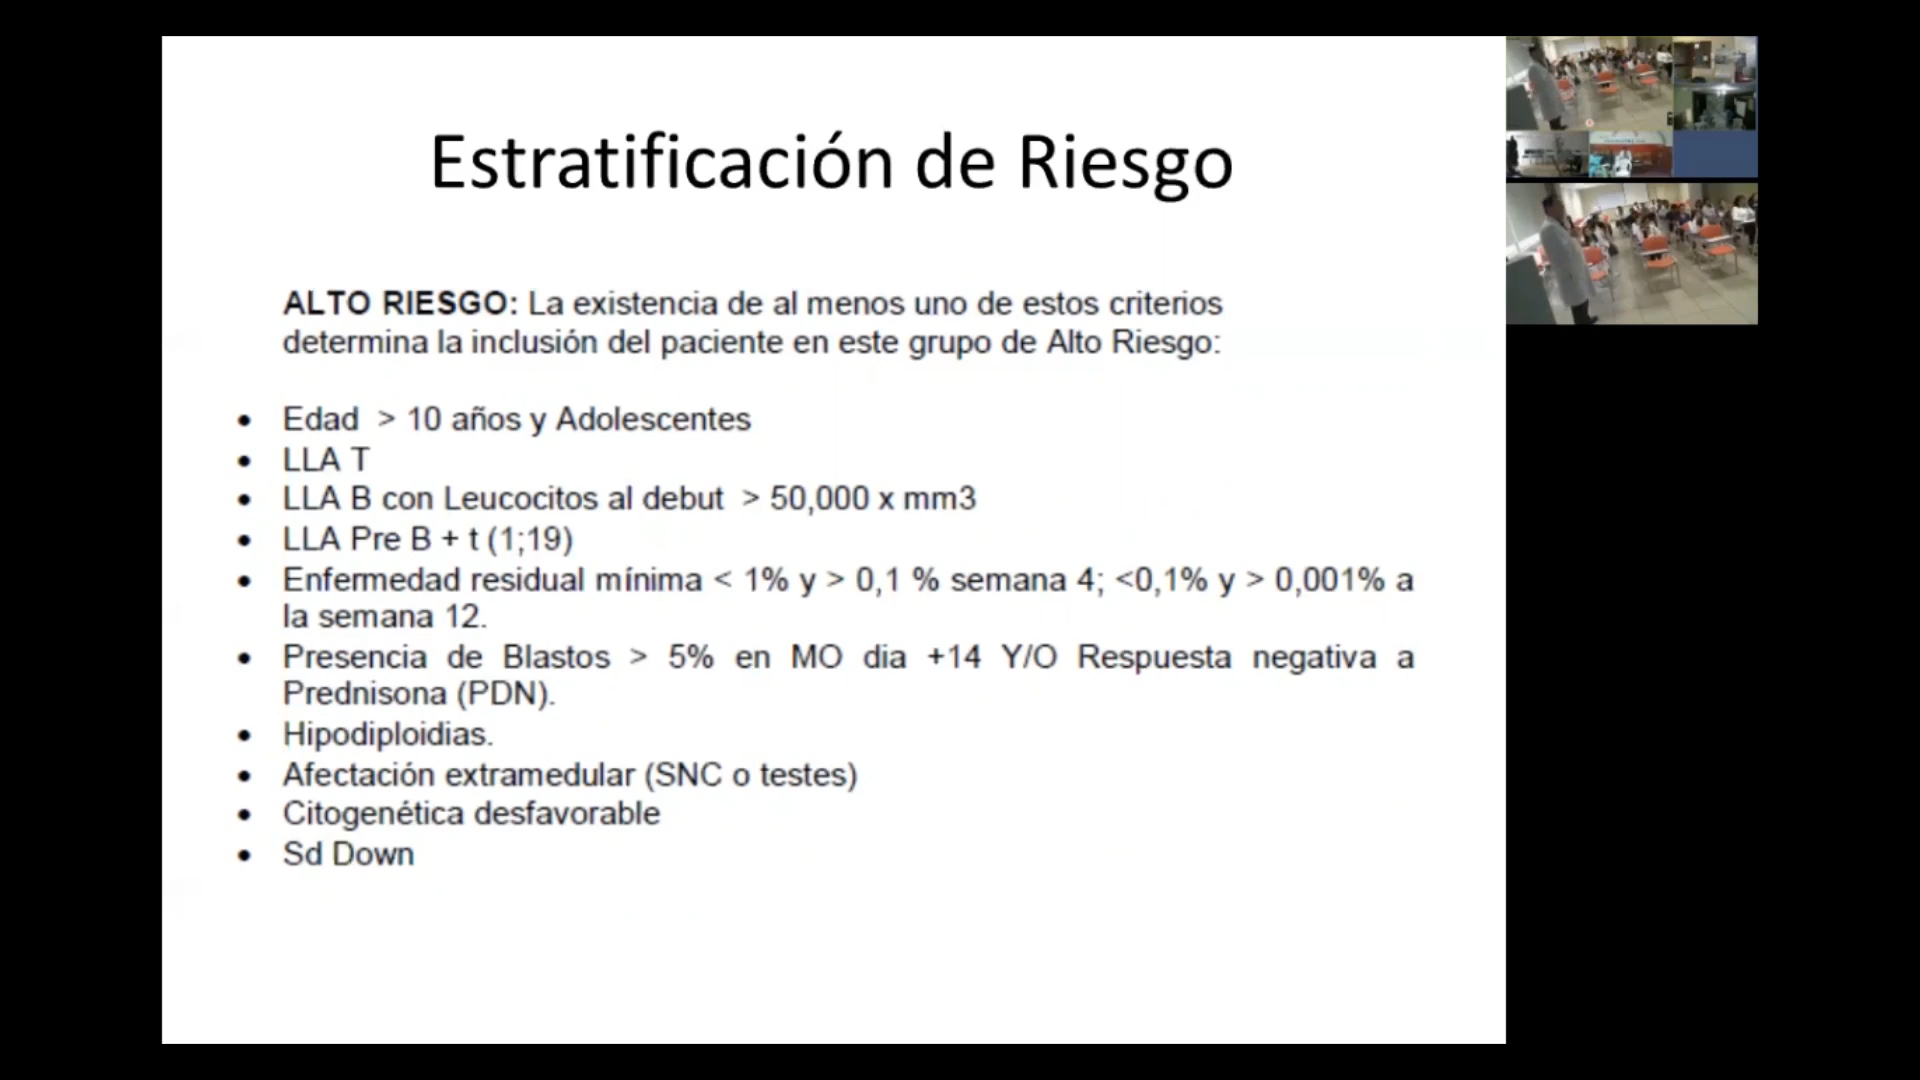 Estratificación de Riesgo
ALTO RIESGO: La existencia de al menos uno de estos criterios
determina la inclusión del paciente en este grupo de Alto Riesgo:
• Edad > 10 años y Adolescentes
• LLA T
• LLA B con Leucocitos al debut > 50,000 x mm3
• LLA Pre B + t (1;19)
• Enfermedad residual mínima < 1% y > 0,1 % semana 4; <0,1% y > 0,001% a
la semana 12.
• Presencia de Blastos > 5% en MO dia +14 Y/O Respuesta negativa a
Prednisona (PDN).
• Hipodiploidias.
• Afectación extramedular (SNC o testes)
• Citogenética desfavorable
• Sd Down